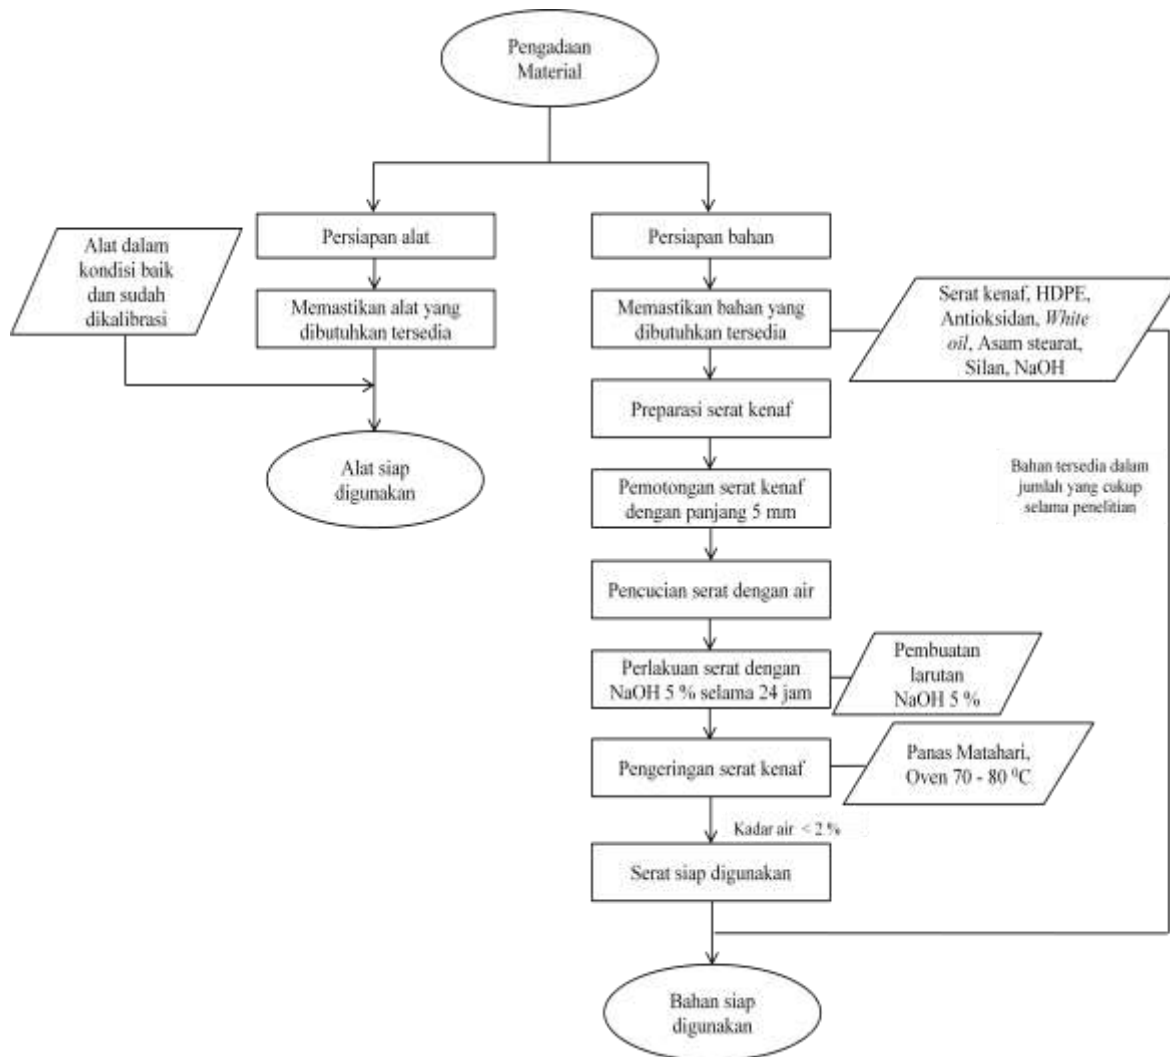 Pengadaan
Material
Persiapan alat
Persiapan bahan
Alat dalam
kondisi baik
dan sudah
dikalibrasi
Memastikan alat yang
dibutuhkan tersedia
Memastikan bahan yang
dibutuhkan tersedia
Serat kenaf, HDPE,
Antioksidan, White
oil, Asam stearat,
Silan, NaOH
Preparasi serat kenaf
Alat siap
digunakan
Pemotongan serat kenaf
dengan panjang 5 mm
Bahan tersedia dalam
jumlah yang cukup
selama penelitian
Pencucian serat dengan air
Perlakuan serat dengan
NaOH 5 % selama 24 jam
Pembuatan
larutan
NaOH 5 %
Pengeringan serat kenaf
Panas Matahari,
Oven 70 - 80 ⁰C
Kadar air < 2 %
Serat siap digunakan
Bahan siap
digunakan